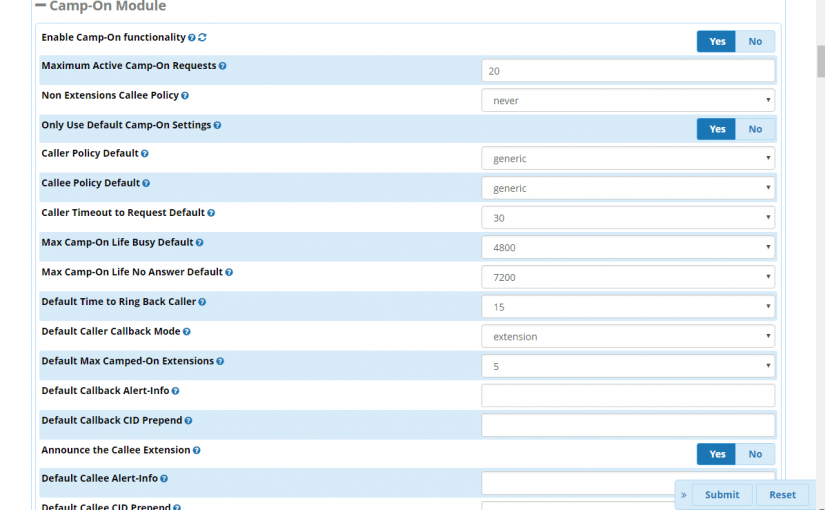 Camp-On Module
Enable Camp-On functionality Yes No
Maximum Active Camp-On Requests 20
Non Extensions Callee Policy never
Only Use Default Camp-On Settings Yes No
Caller Policy Default generic
Callee Policy Default generic
Caller Timeout to Request Default 30
Max Camp-On Life Busy Default 4800
Max Camp-On Life No Answer Default 7200
Default Time to Ring Back Caller 15
Default Caller Callback Mode extension
Default Max Camped-On Extensions 5
Default Callback Alert-Info
Default Callback CID Prepend
Announce the Callee Extension Yes No
Default Callee Alert-Info
» Submit Reset
Default Callee CID Prepend